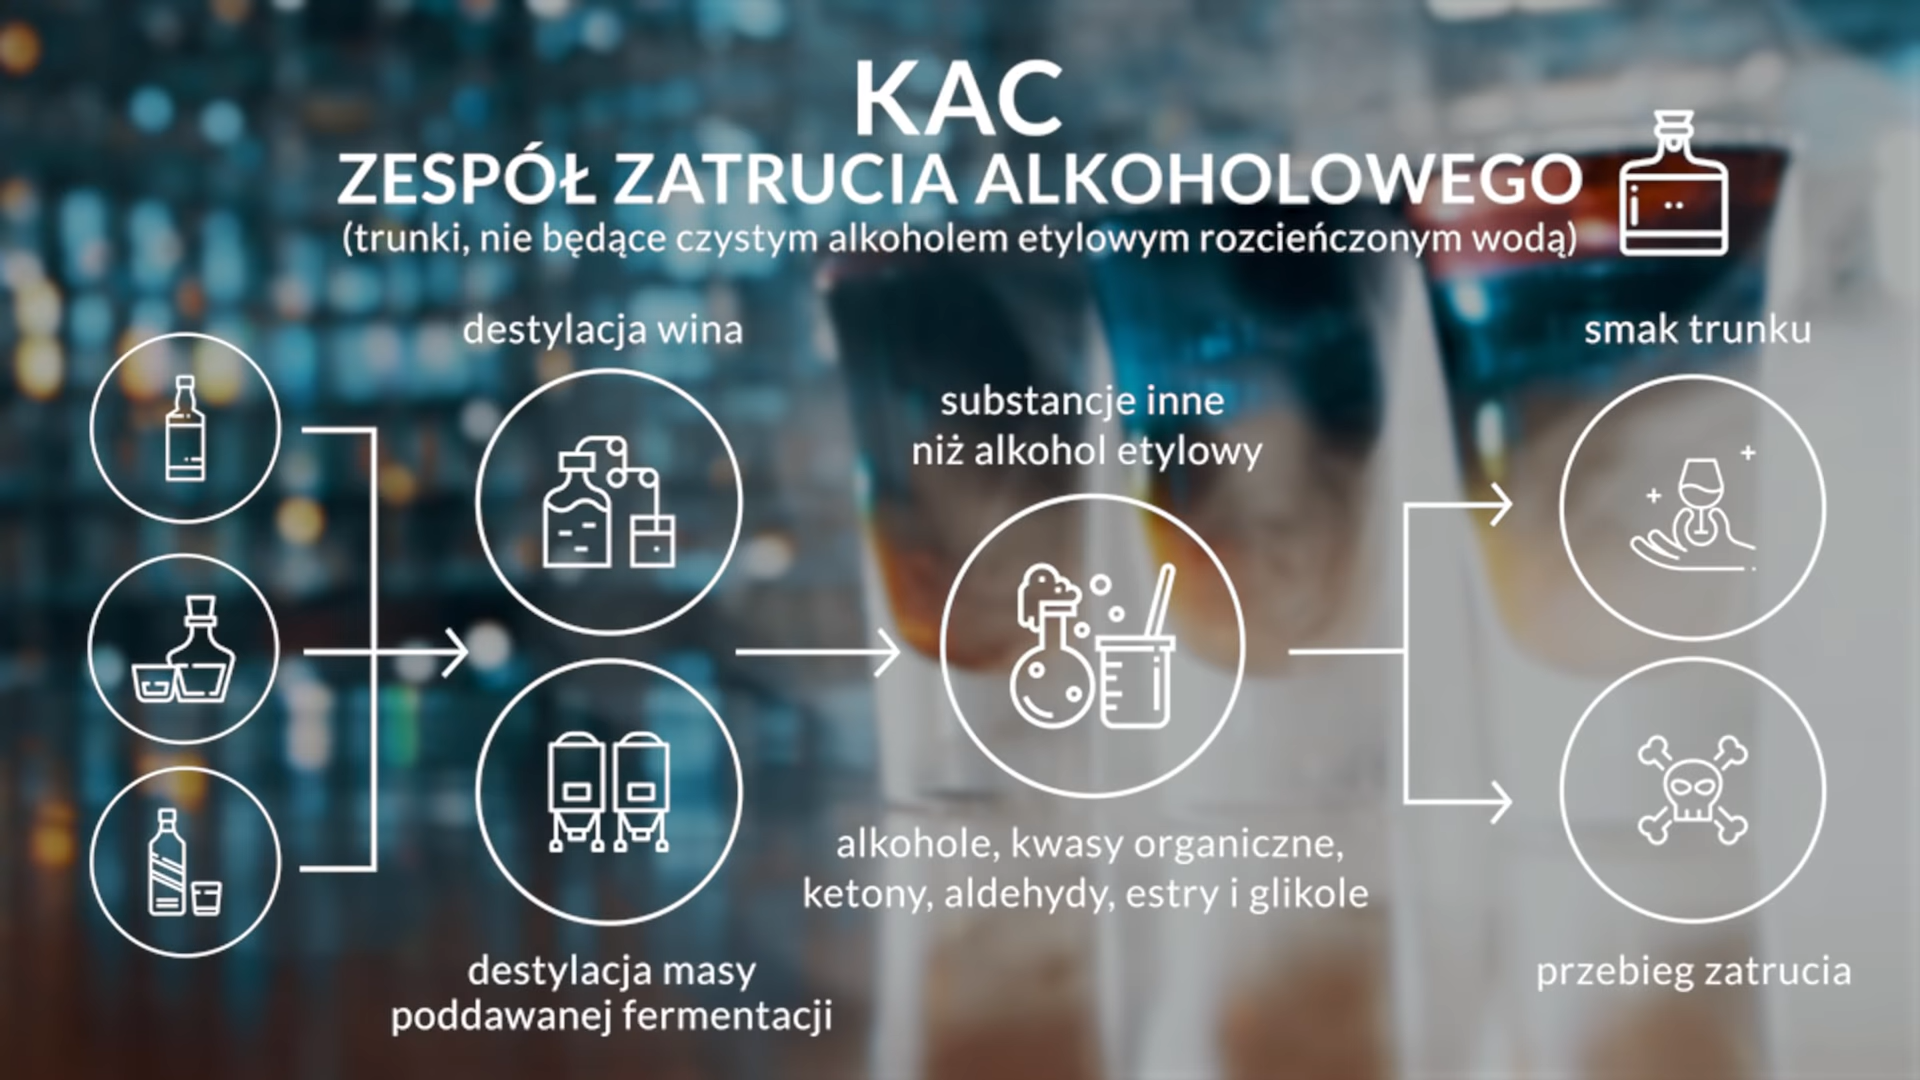 KAC
ZESPÓŁ ZATRUCIA ALKOHOLOWEGO
(trunki, nie będące czystym alkoholem etylowym rozcieńczonym wodą)
destylacja wina
smak trunku
substancje inne
niż alkohol etylowy
alkohole, kwasy organiczne,
ketony, aldehydy, estry i glikole
destylacja masy
poddawanej fermentacji
przebieg zatrucia